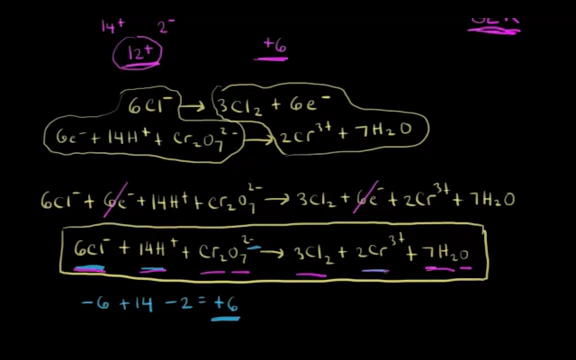 14⁺ 2⁻
12⁺ +6
6Cl⁻ → 3Cl₂ + 6e⁻
6e⁻ + 14H⁺ + Cr₂O₇²⁻ → 2Cr³⁺ + 7H₂O
6Cl⁻ + 6e⁻ + 14H⁺ + Cr₂O₇²⁻ → 3Cl₂ + 6e⁻ + 2Cr³⁺ + 7H₂O
6Cl⁻ + 14H⁺ + Cr₂O₇²⁻ → 3Cl₂ + 2Cr³⁺ + 7H₂O
-6 +14 -2 = +6